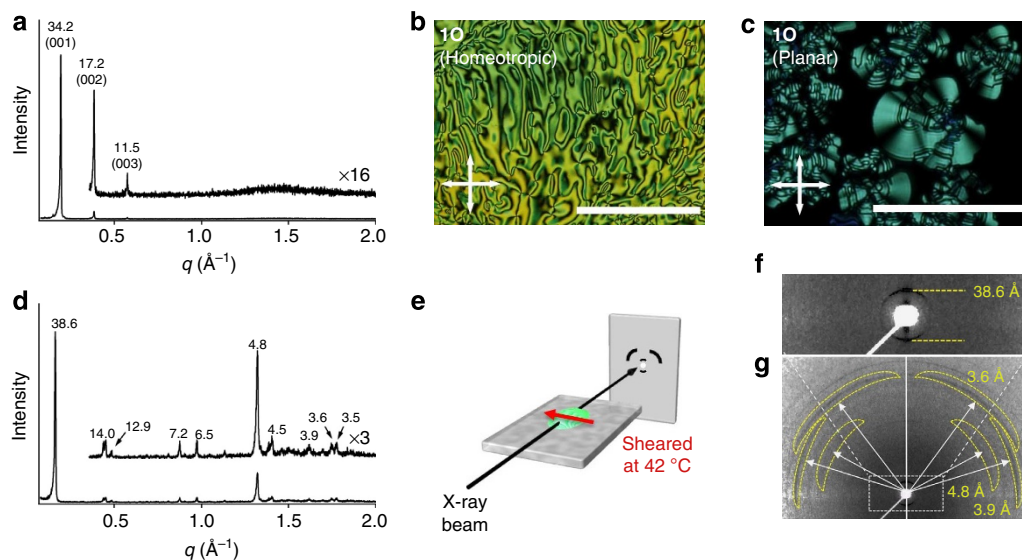 a
34.2
(001)
17.2
(002)
11.5
(003)
×16
Intensity
0.5
1.0
1.5
2.0
q (Å⁻¹)
b
1O
(Homeotropic)
c
1O
(Planar)
d
38.6
14.0
12.9
7.2
6.5
4.8
4.5
3.9
3.6
3.5
×3
Intensity
0.5
1.0
1.5
2.0
q (Å⁻¹)
e
Sheared
at 42 °C
X-ray
beam
f
38.6 Å
g
3.6 Å
4.8 Å
3.9 Å